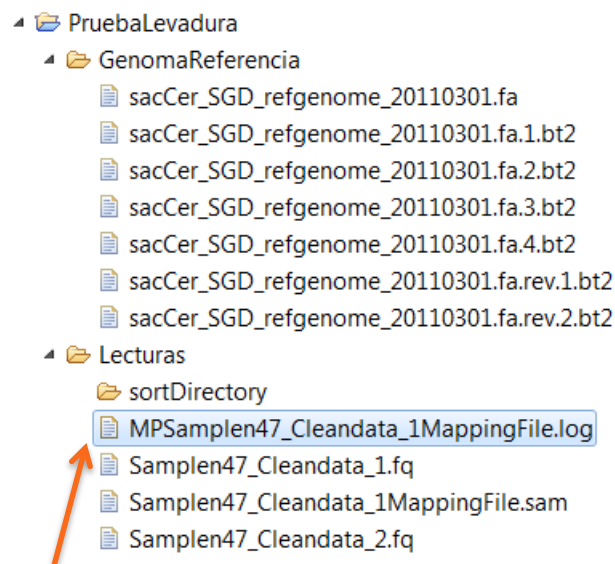 PruebaLevadura
GenomaReferencia
sacCer_SGD_refgenome_20110301.fa
sacCer_SGD_refgenome_20110301.fa.1.bt2
sacCer_SGD_refgenome_20110301.fa.2.bt2
sacCer_SGD_refgenome_20110301.fa.3.bt2
sacCer_SGD_refgenome_20110301.fa.4.bt2
sacCer_SGD_refgenome_20110301.fa.rev.1.bt2
sacCer_SGD_refgenome_20110301.fa.rev.2.bt2
Lecturas
sortDirectory
MPSamplen47_Cleandata_1MappingFile.log
Samplen47_Cleandata_1.fq
Samplen47_Cleandata_1MappingFile.sam
Samplen47_Cleandata_2.fq